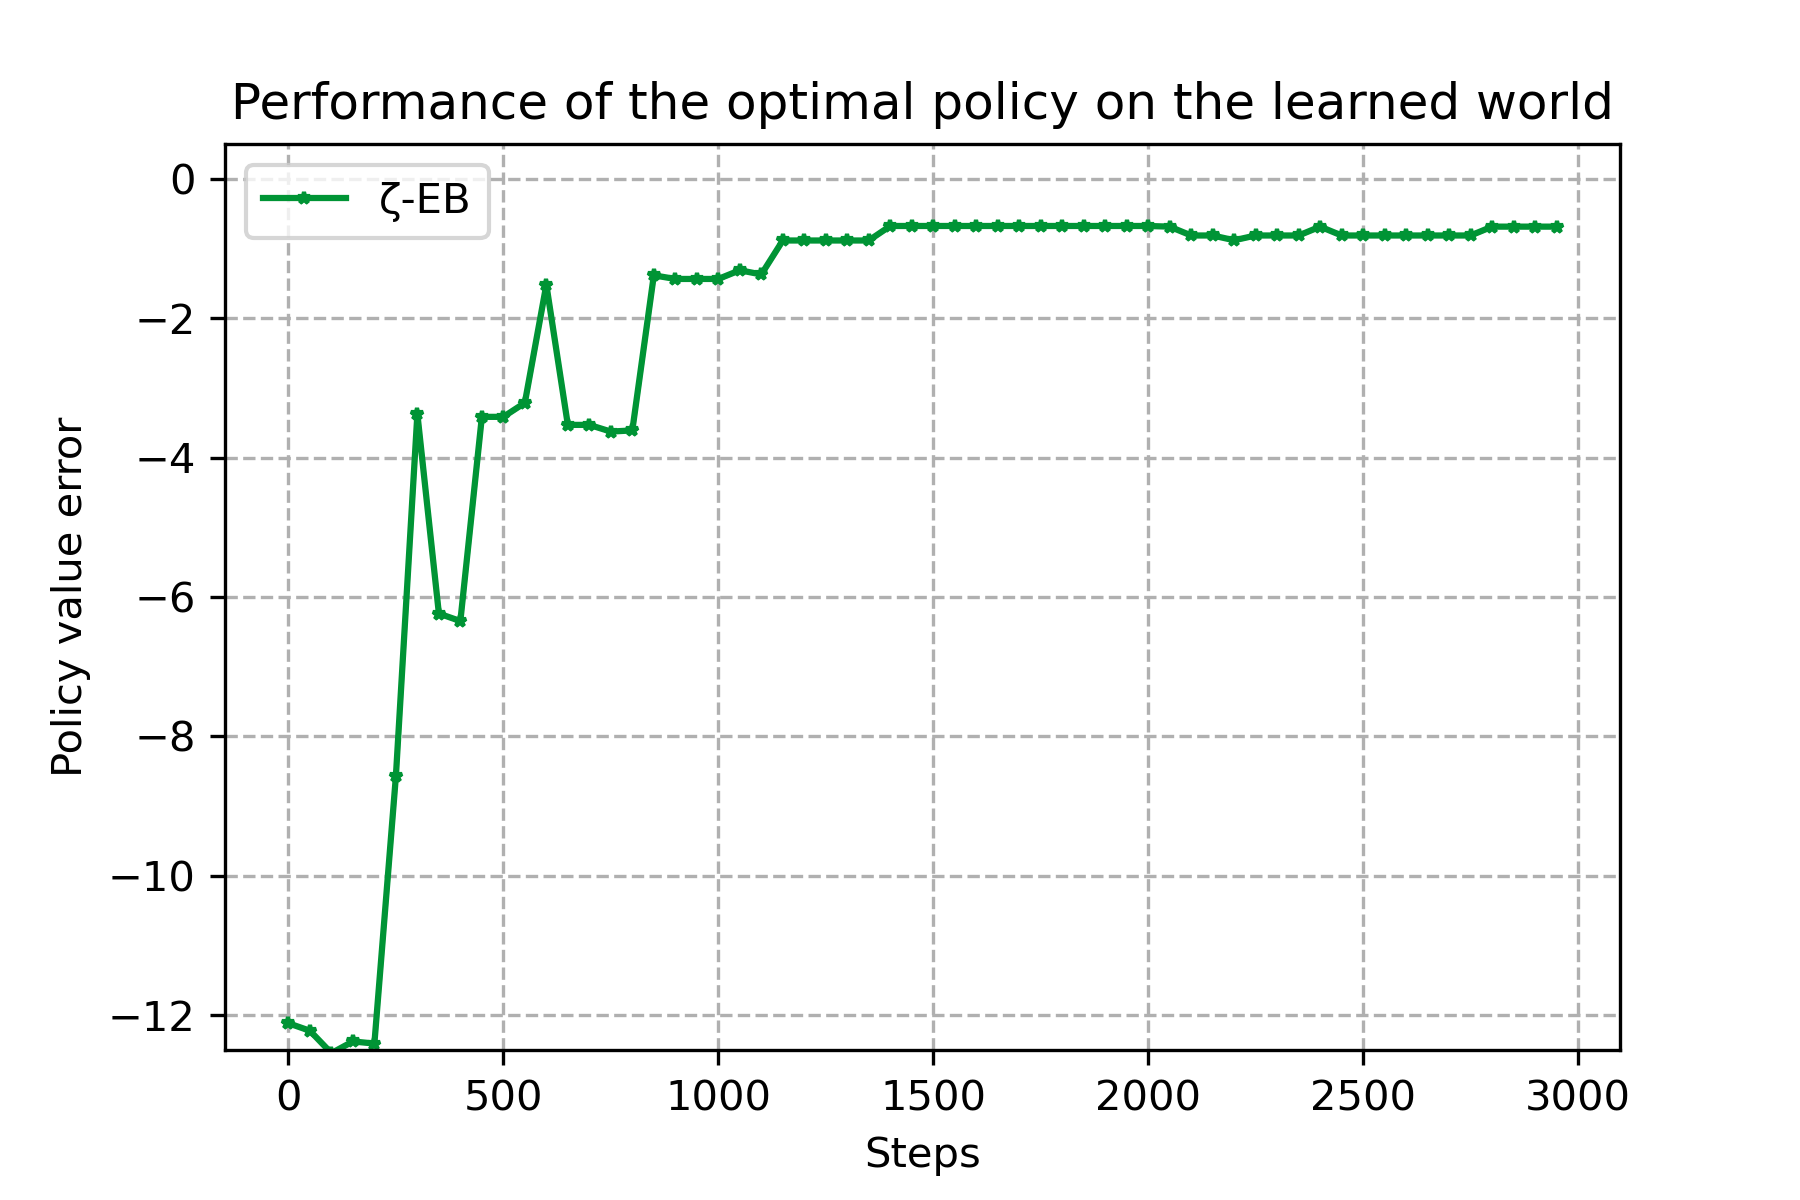 Performance of the optimal policy on the learned world
ζ-EB
Policy value error
0
−2
−4
−6
−8
−10
−12
0 500 1000 1500 2000 2500 3000
Steps